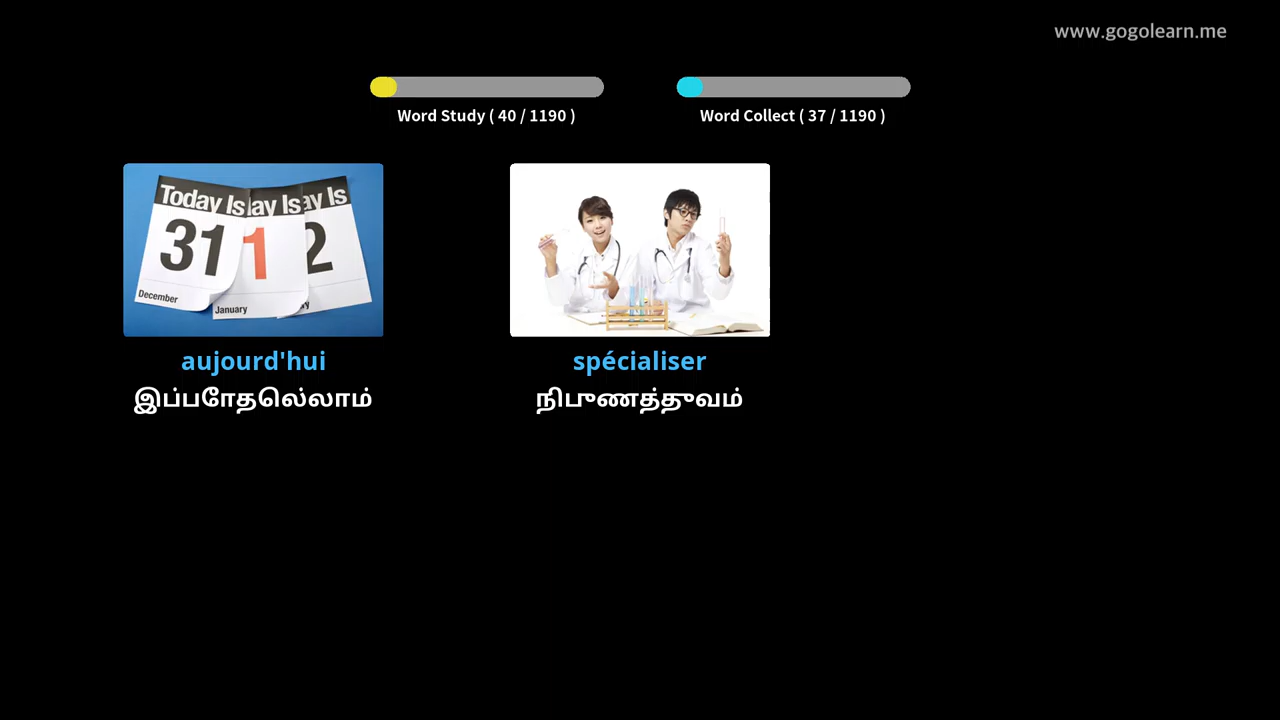 www.gogolearn.me
Word Study ( 40 / 1190 )
Word Collect ( 37 / 1190 )
Today Is
ay Is
ay Is
31
1
2
December
January
ry
aujourd'hui
இப்போதெல்லாம்
spécialiser
நிபுணத்துவம்